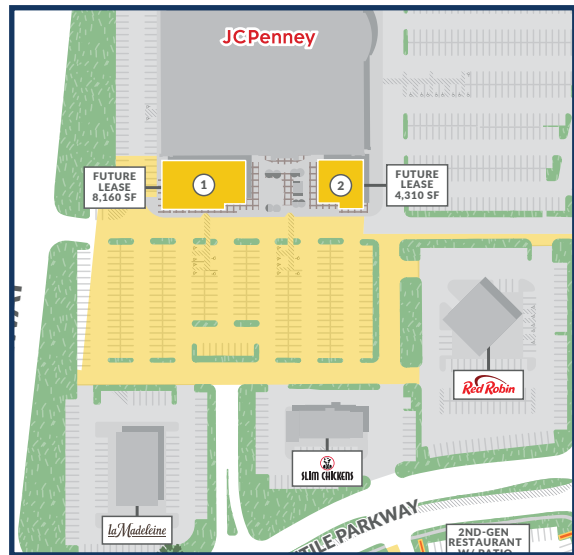 JCPenney
FUTURE
LEASE
8,160 SF
1
2
FUTURE
LEASE
4,310 SF
Red Robin
SLIM CHICKENS
la Madeleine
TILE PARKWAY
2ND-GEN
RESTAURANT
W/ PATIO